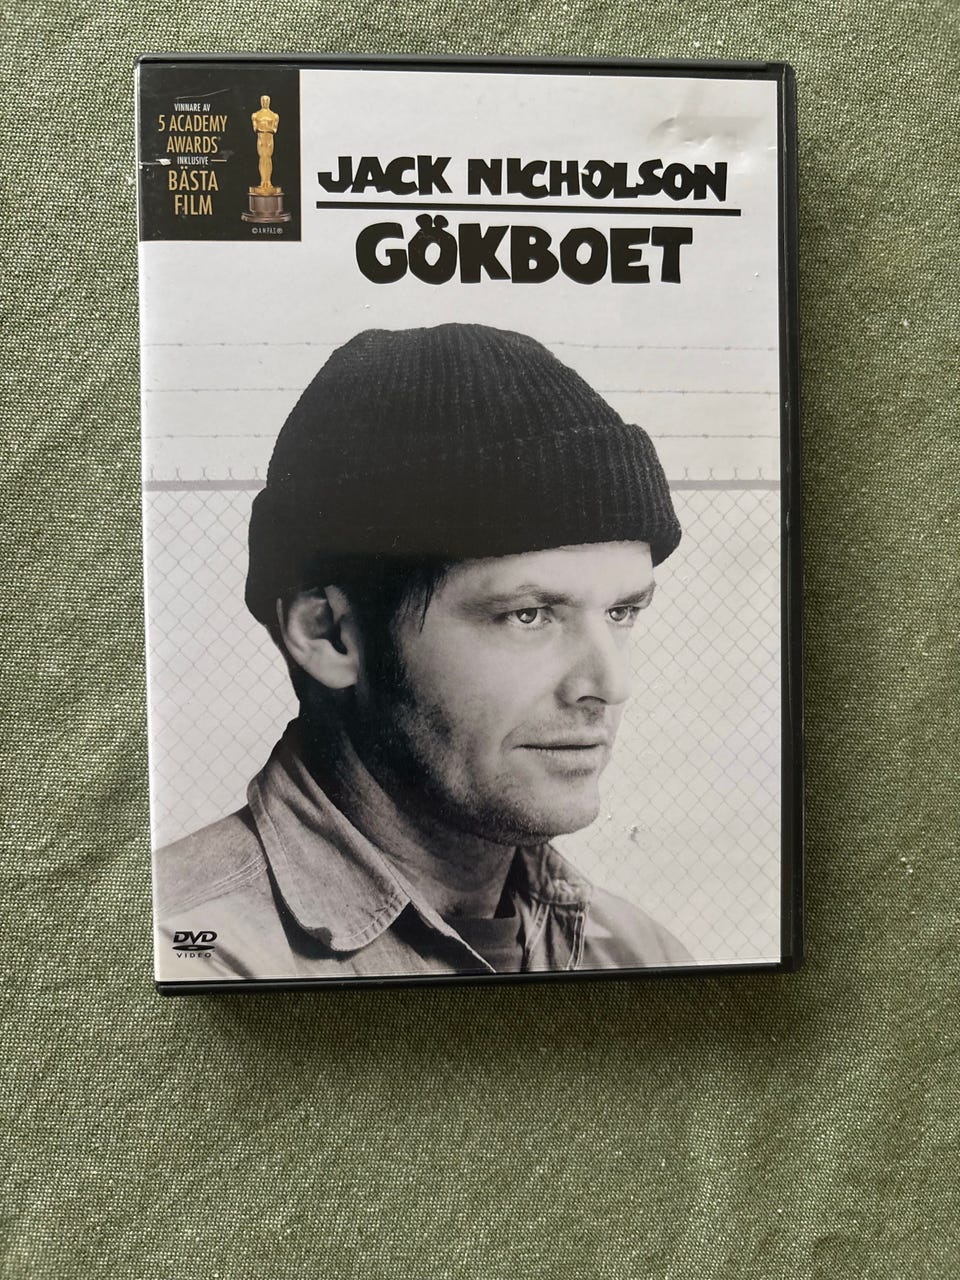 VINNARE AV
5 ACADEMY
AWARDS®
INKLUSIVE
BÄSTA
FILM
©A.M.P.A.S.®
JACK NICHOLSON
GÖKBOET
DVD
VIDEO